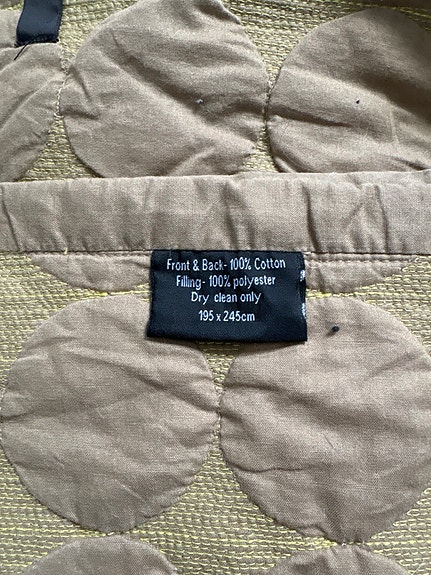 Front & Back- 100% Cotton
Filling- 100% polyester
Dry clean only
195 x 245cm